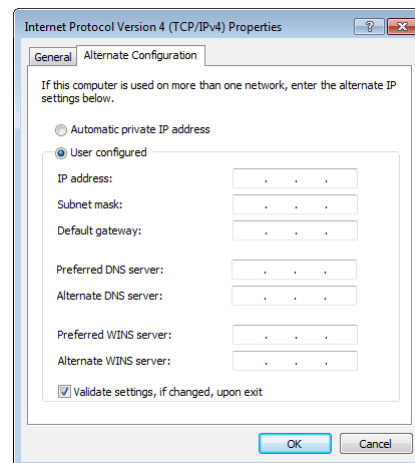 Internet Protocol Version 4 (TCP/IPv4) Properties
General
Alternate Configuration
If this computer is used on more than one network, enter the alternate IP
settings below.
Automatic private IP address
User configured
IP address:
Subnet mask:
Default gateway:
Preferred DNS server:
Alternate DNS server:
Preferred WINS server:
Alternate WINS server:
Validate settings, if changed, upon exit
OK
Cancel